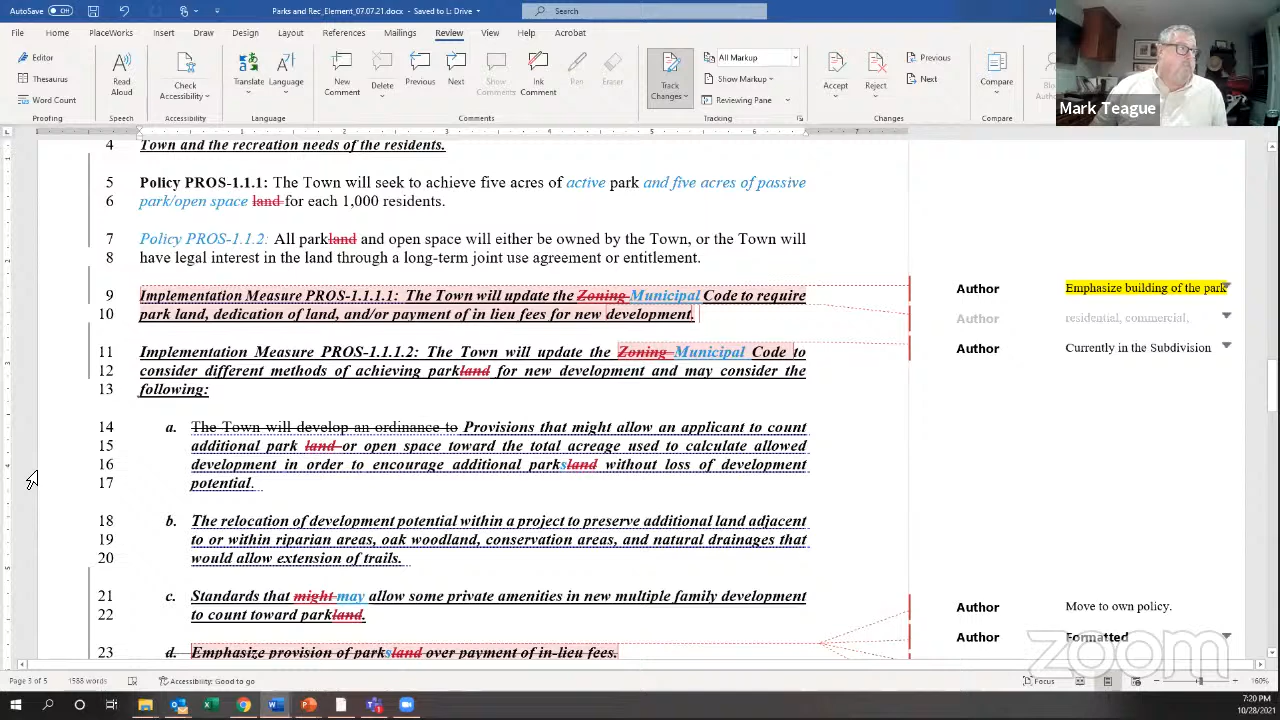 AutoSave On Parks and Rec_Element_07.07.21.docx - Saved to L: Drive Search
File Home PlaceWorks Insert Draw Design Layout References Mailings Review Help Acrobat
Editor
Thesaurus
Word Count
Proofing
Read Aloud
Speech
Check Accessibility
Accessibility
Translate Language
Language
New Comment Delete Previous Next Show Comments Ink Comment Pen Eraser
Comments
Track Changes
All Markup
Show Markup
Reviewing Pane
Tracking
Accept Reject
Previous
Next
Changes
Compare
Compare
Mark Teague
4 Town and the recreation needs of the residents.
5 Policy PROS-1.1.1: The Town will seek to achieve five acres of active park and five acres of passive
6 park/open space land for each 1,000 residents.
7 Policy PROS-1.1.2: All parkland and open space will either be owned by the Town, or the Town will
8 have legal interest in the land through a long-term joint use agreement or entitlement.
9 Implementation Measure PROS-1.1.1.1: The Town will update the Zoning Municipal Code to require
10 park land, dedication of land, and/or payment of in lieu fees for new development.
11 Implementation Measure PROS-1.1.1.2: The Town will update the Zoning Municipal Code to
12 consider different methods of achieving parkland for new development and may consider the
13 following:
14 a. The Town will develop an ordinance to Provisions that might allow an applicant to count
15 additional park land or open space toward the total acreage used to calculate allowed
16 development in order to encourage additional parksland without loss of development
17 potential.
18 b. The relocation of development potential within a project to preserve additional land adjacent
19 to or within riparian areas, oak woodland, conservation areas, and natural drainages that
20 would allow extension of trails.
21 c. Standards that might may allow some private amenities in new multiple family development
22 to count toward parkland.
23 d. Emphasize provision of parksland over payment of in-lieu fees.
Author Emphasize building of the park
Author residential, commercial,
Author Currently in the Subdivision
Author Move to own policy.
Author Formatted
zoom
Page 3 of 5 1588 words Accessibility: Good to go Focus 160%
7:20 PM
10/28/2021